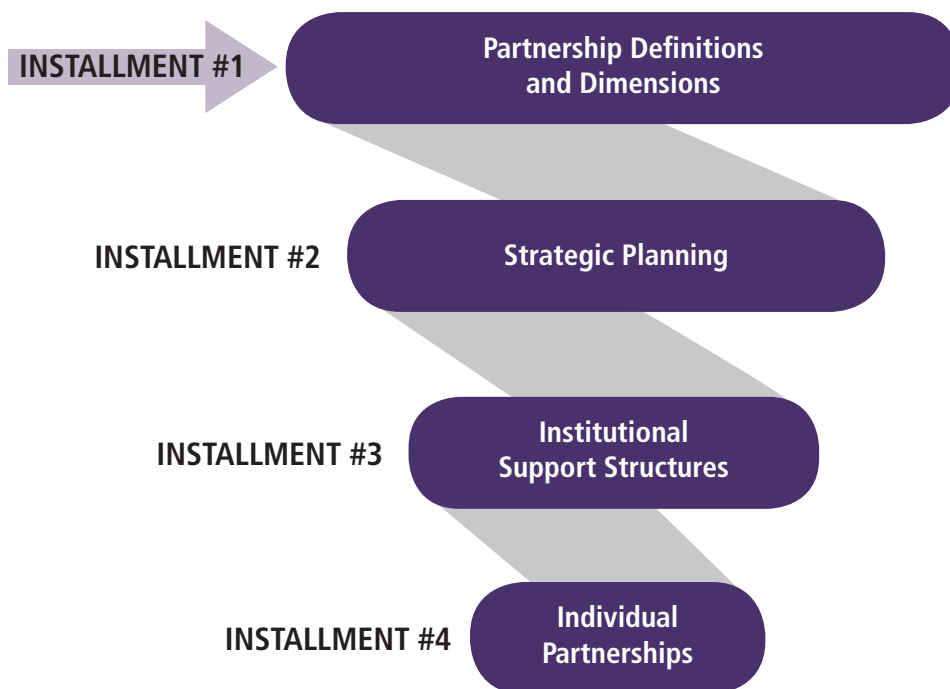 INSTALLMENT #1
Partnership Definitions
and Dimensions
INSTALLMENT #2
Strategic Planning
INSTALLMENT #3
Institutional
Support Structures
INSTALLMENT #4
Individual
Partnerships